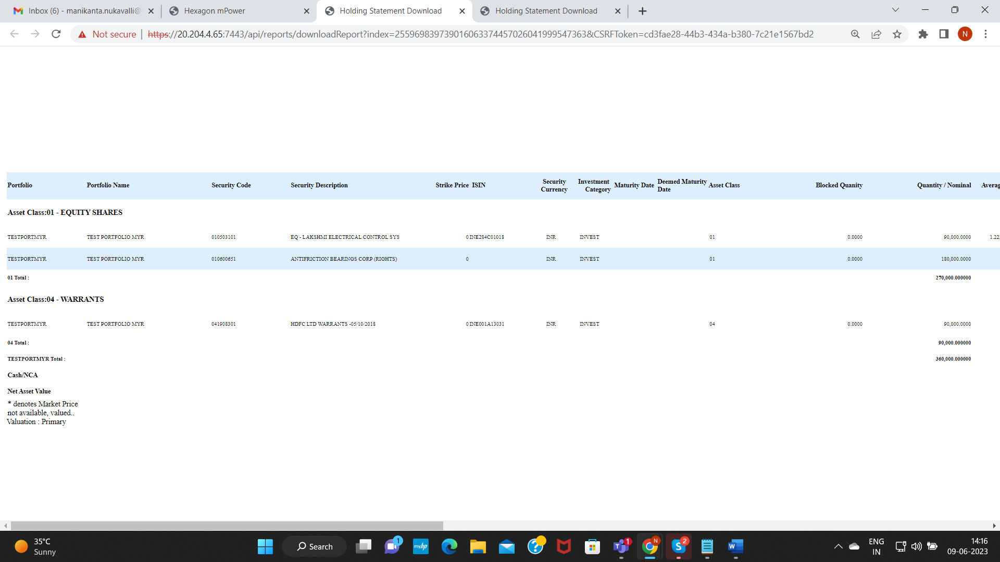 Inbox (6) - manikanta.nukavalli@
Hexagon mPower
Holding Statement Download
Holding Statement Download
Not secure
https://20.204.4.65:7443/api/reports/downloadReport?index=255969839739016063374457026041999547363&CSRFToken=cd3fae28-44b3-434a-b380-7c21e1567bd2
N
Portfolio Portfolio Name Security Code Security Description Strike Price ISIN Security Currency Investment Category Maturity Date Deemed Maturity Date Asset Class Blocked Quanity Quantity / Nominal Averag
Asset Class:01 - EQUITY SHARES
TESTPORTMYR TEST PORTFOLIO MYR 010503101 EQ - LAKSHMI ELECTRICAL CONTROL SYS 0 INE284C01018 INR INVEST 01 0.0000 90,000.0000 1.22
TESTPORTMYR TEST PORTFOLIO MYR 010600651 ANTIFRICTION BEARINGS CORP (RIGHTS) 0 INR INVEST 01 0.0000 180,000.0000
01 Total : 270,000.000000
Asset Class:04 - WARRANTS
TESTPORTMYR TEST PORTFOLIO MYR 041908301 HDFC LTD WARRANTS -05/10/2018 0 INE001A13031 INR INVEST 04 0.0000 90,000.0000
04 Total : 90,000.000000
TESTPORTMYR Total : 360,000.000000
Cash/NCA
Net Asset Value
* denotes Market Price
not available, valued..
Valuation : Primary
35°C
Sunny
Search
1
myhp
1
N
2
ENG
IN
14:16
09-06-2023